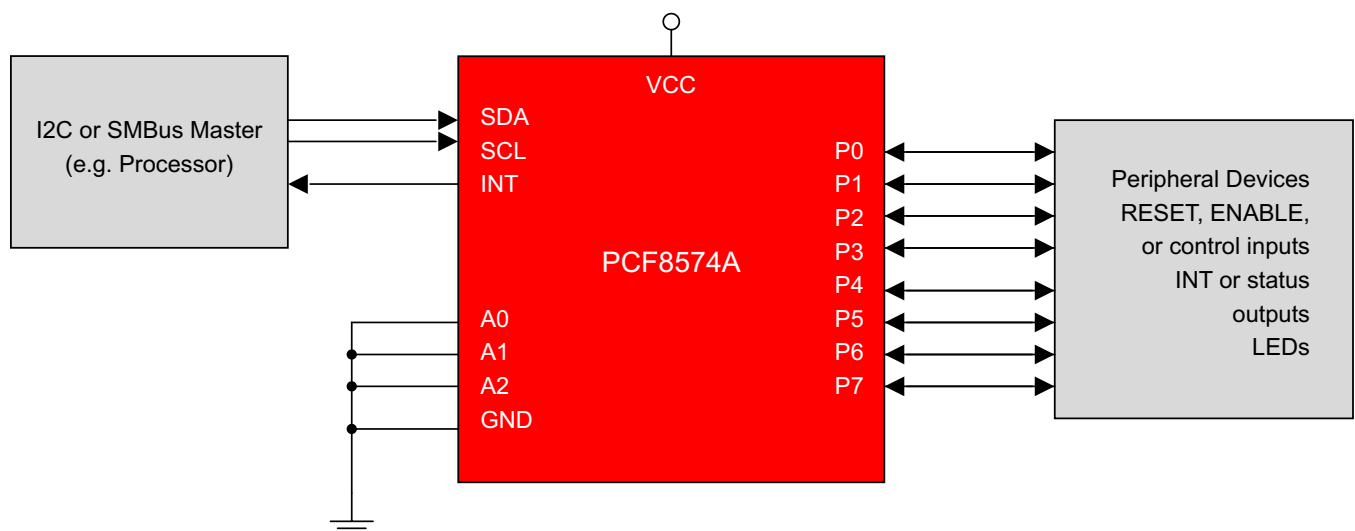 I2C or SMBus Master
(e.g. Processor)
VCC
SDA
SCL
INT
PCF8574A
A0
A1
A2
GND
P0
P1
P2
P3
P4
P5
P6
P7
Peripheral Devices
RESET, ENABLE,
or control inputs
INT or status
outputs
LEDs